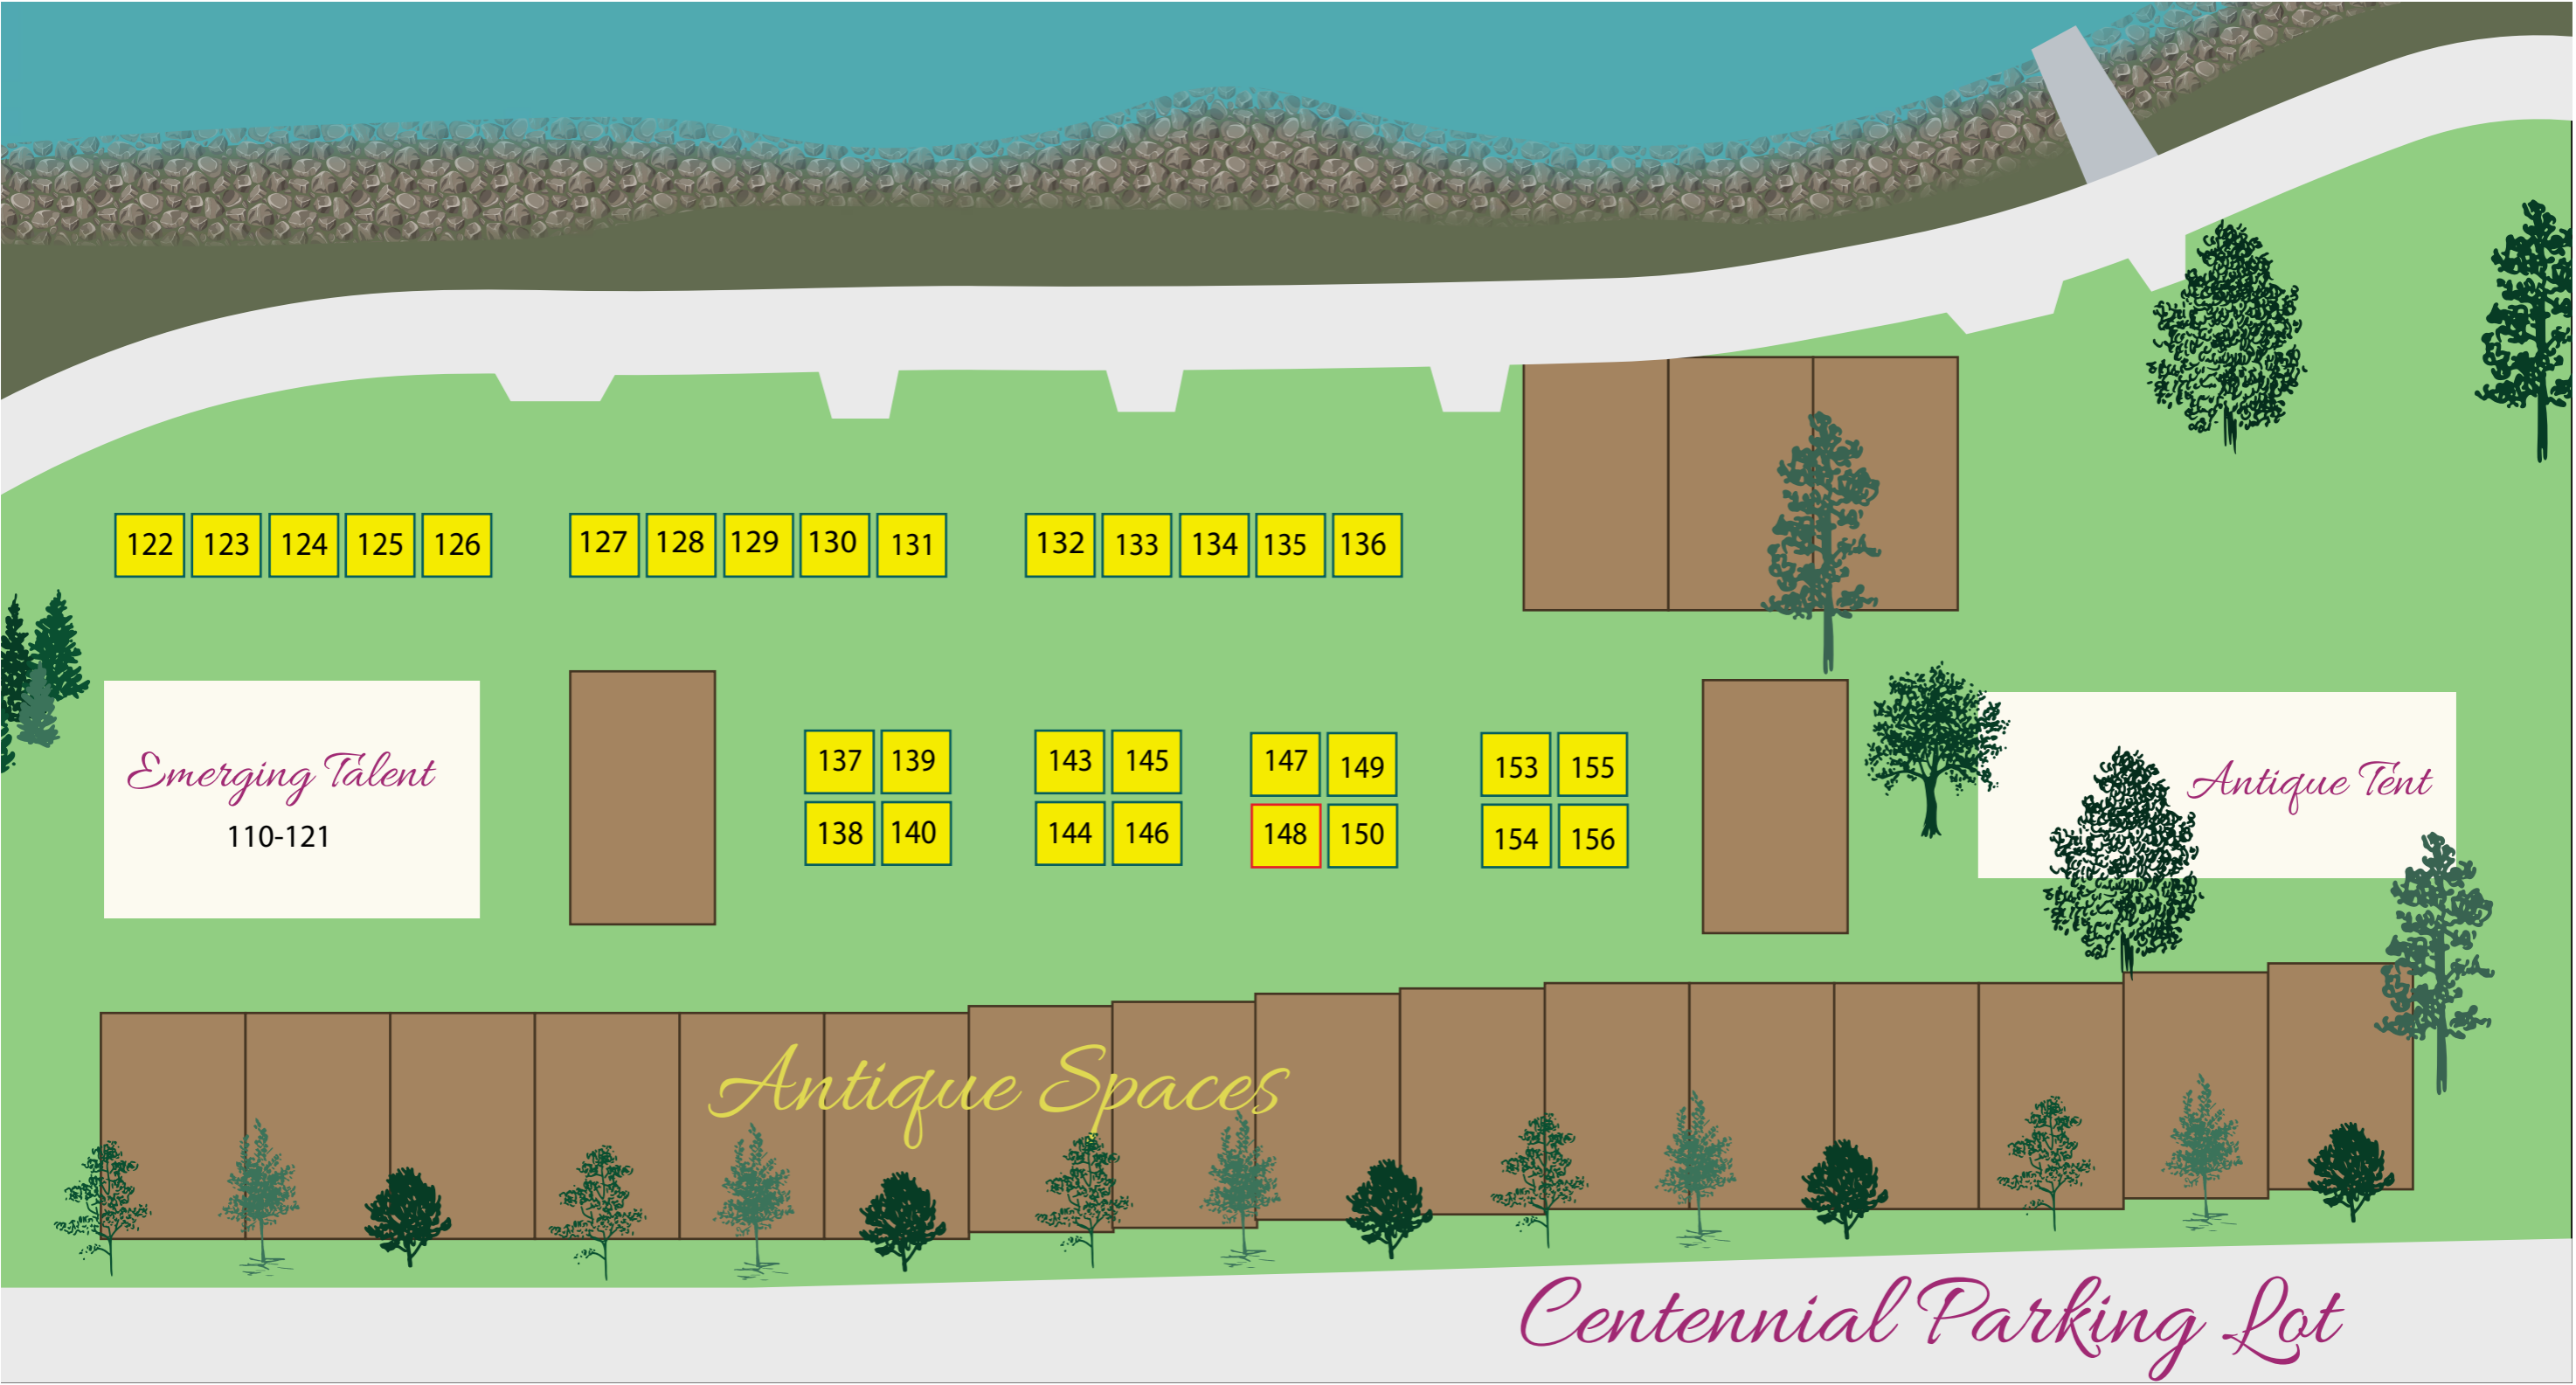 122 123 124 125 126 127 128 129 130 131 132 133 134 135 136
Emerging Talent
110-121
137 139 143 145 147 149 153 155
138 140 144 146 148 150 154 156
Antique Tent
Antique Spaces
Centennial Parking Lot